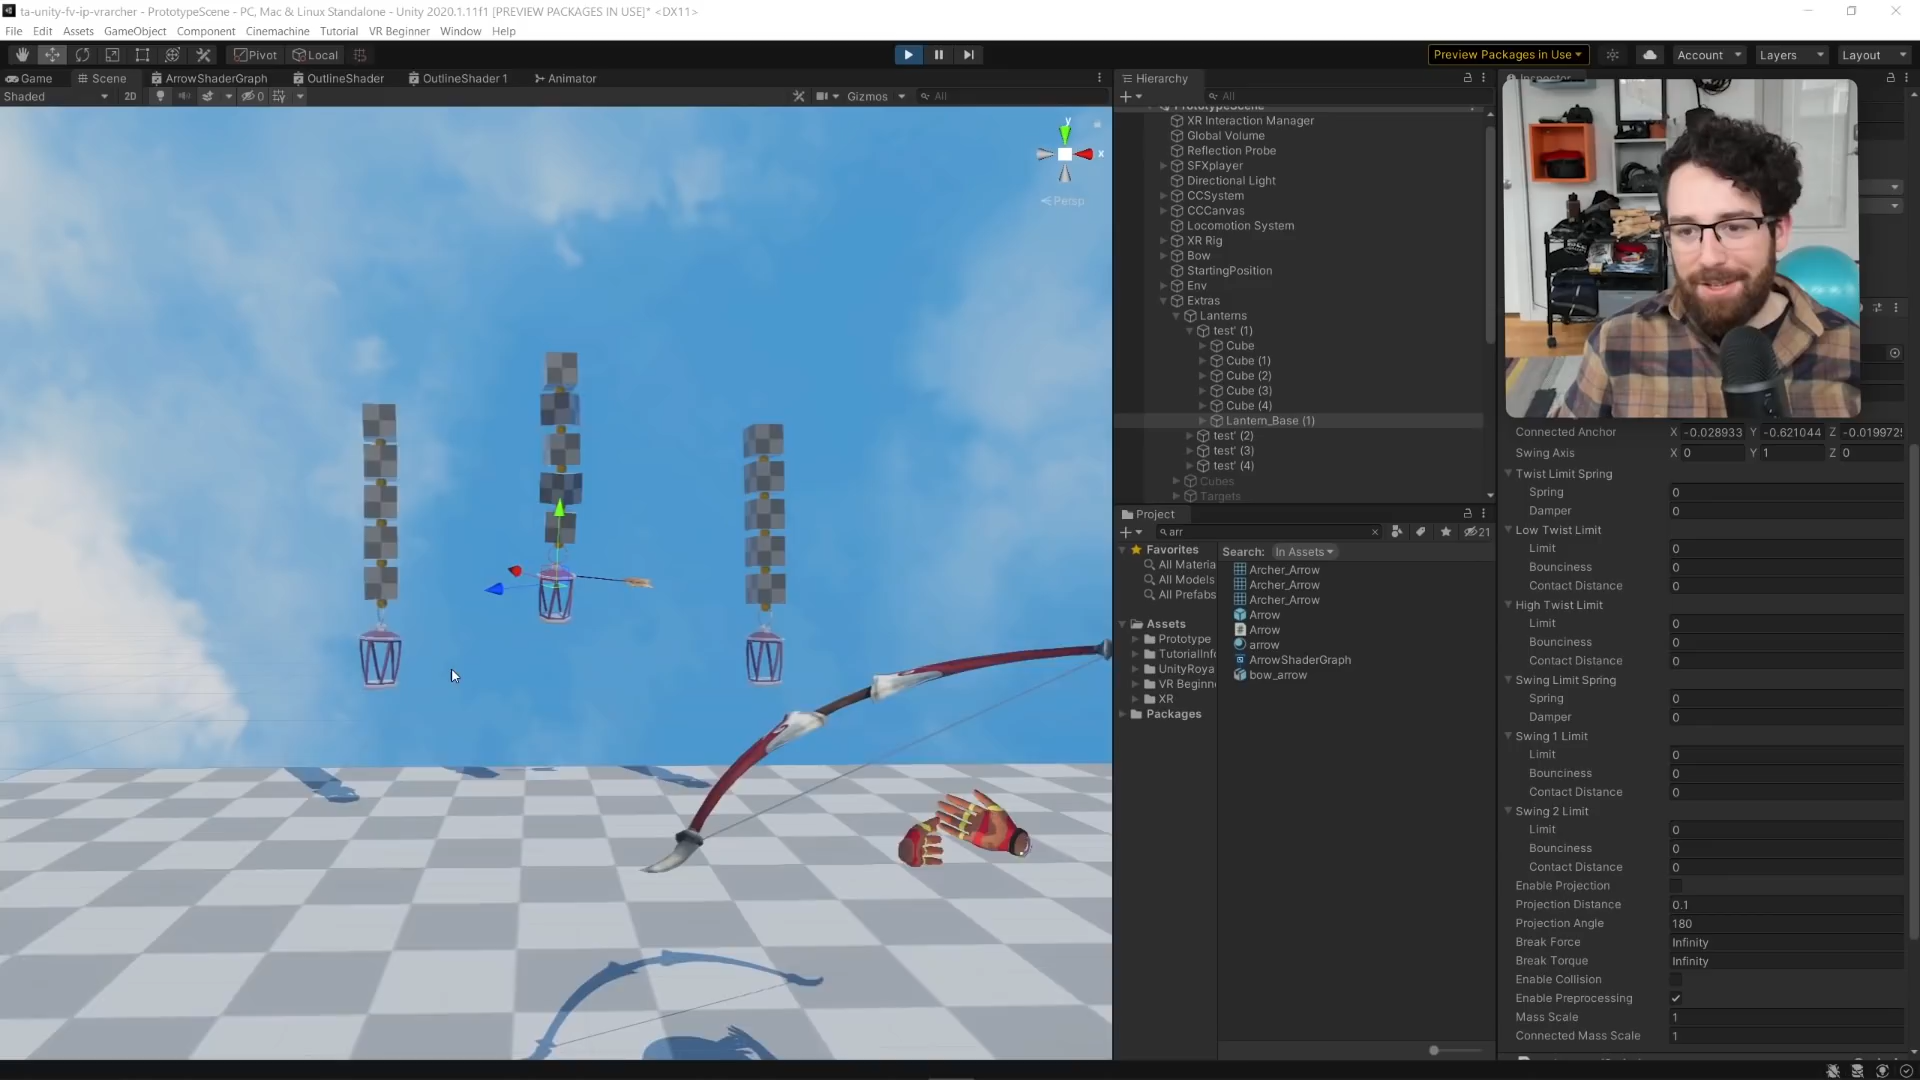 ta-unity-fv-ip-vrarcher - PrototypeScene - PC, Mac & Linux Standalone - Unity 2020.1.11f1 [PREVIEW PACKAGES IN USE]* <DX11>
File Edit Assets GameObject Component Cinemachine Tutorial VR Beginner Window Help
Pivot Local Preview Packages in Use Account Layers Layout
Game Scene ArrowShaderGraph OutlineShader OutlineShader 1 Animator
Shaded 2D 0 Gizmos All
y
x
Persp
Hierarchy
All
PrototypeScene
XR Interaction Manager
Global Volume
Reflection Probe
SFXplayer
Directional Light
CCSystem
CCCanvas
Locomotion System
XR Rig
Bow
StartingPosition
Env
Extras
Lanterns
test' (1)
Cube
Cube (1)
Cube (2)
Cube (3)
Cube (4)
Lantern_Base (1)
test' (2)
test' (3)
test' (4)
Cubes
Targets
Project
arr 21
Favorites
All Materia
All Models
All Prefabs
Assets
Prototype
TutorialInfo
UnityRoya
VR Beginn
XR
Packages
Search: In Assets
Archer_Arrow
Archer_Arrow
Archer_Arrow
Arrow
Arrow
arrow
ArrowShaderGraph
bow_arrow
Inspector
Connected Anchor X -0.028933 Y -0.621044 Z -0.019972
Swing Axis X 0 Y 1 Z 0
Twist Limit Spring
Spring 0
Damper 0
Low Twist Limit
Limit 0
Bounciness 0
Contact Distance 0
High Twist Limit
Limit 0
Bounciness 0
Contact Distance 0
Swing Limit Spring
Spring 0
Damper 0
Swing 1 Limit
Limit 0
Bounciness 0
Contact Distance 0
Swing 2 Limit
Limit 0
Bounciness 0
Contact Distance 0
Enable Projection
Projection Distance 0.1
Projection Angle 180
Break Force Infinity
Break Torque Infinity
Enable Collision
Enable Preprocessing
Mass Scale 1
Connected Mass Scale 1